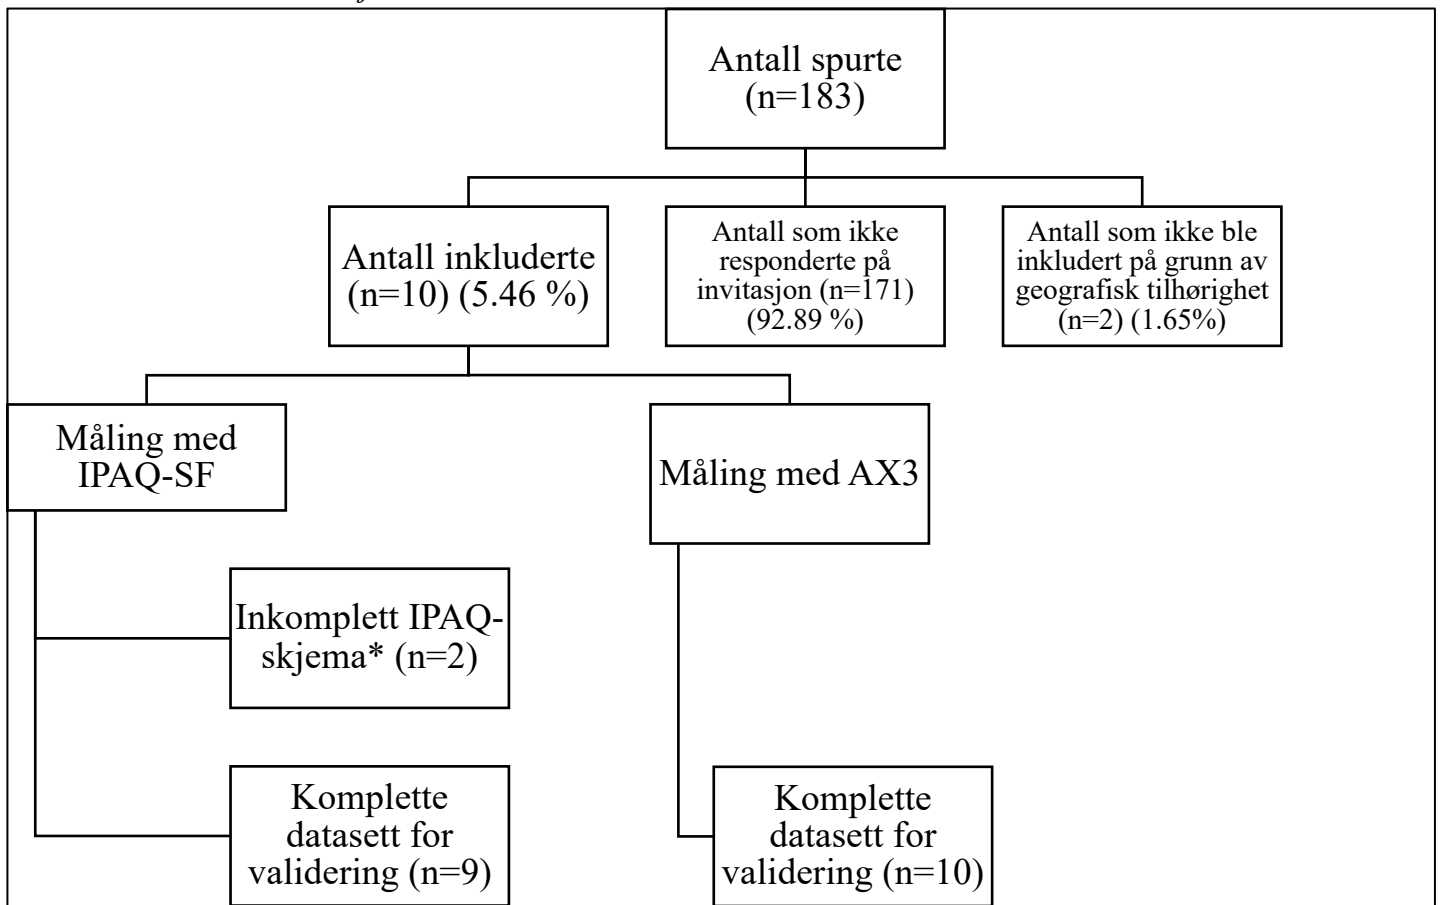 Antall spurte
(n=183)
Antall inkluderte
(n=10) (5.46 %)
Antall som ikke
responderte på
invitasjon (n=171)
(92.89 %)
Antall som ikke ble
inkludert på grunn av
geografisk tilhørighet
(n=2) (1.65%)
Måling med
IPAQ-SF
Måling med AX3
Inkomplett IPAQ-
skjema* (n=2)
Komplette
datasett for
validering (n=9)
Komplette
datasett for
validering (n=10)